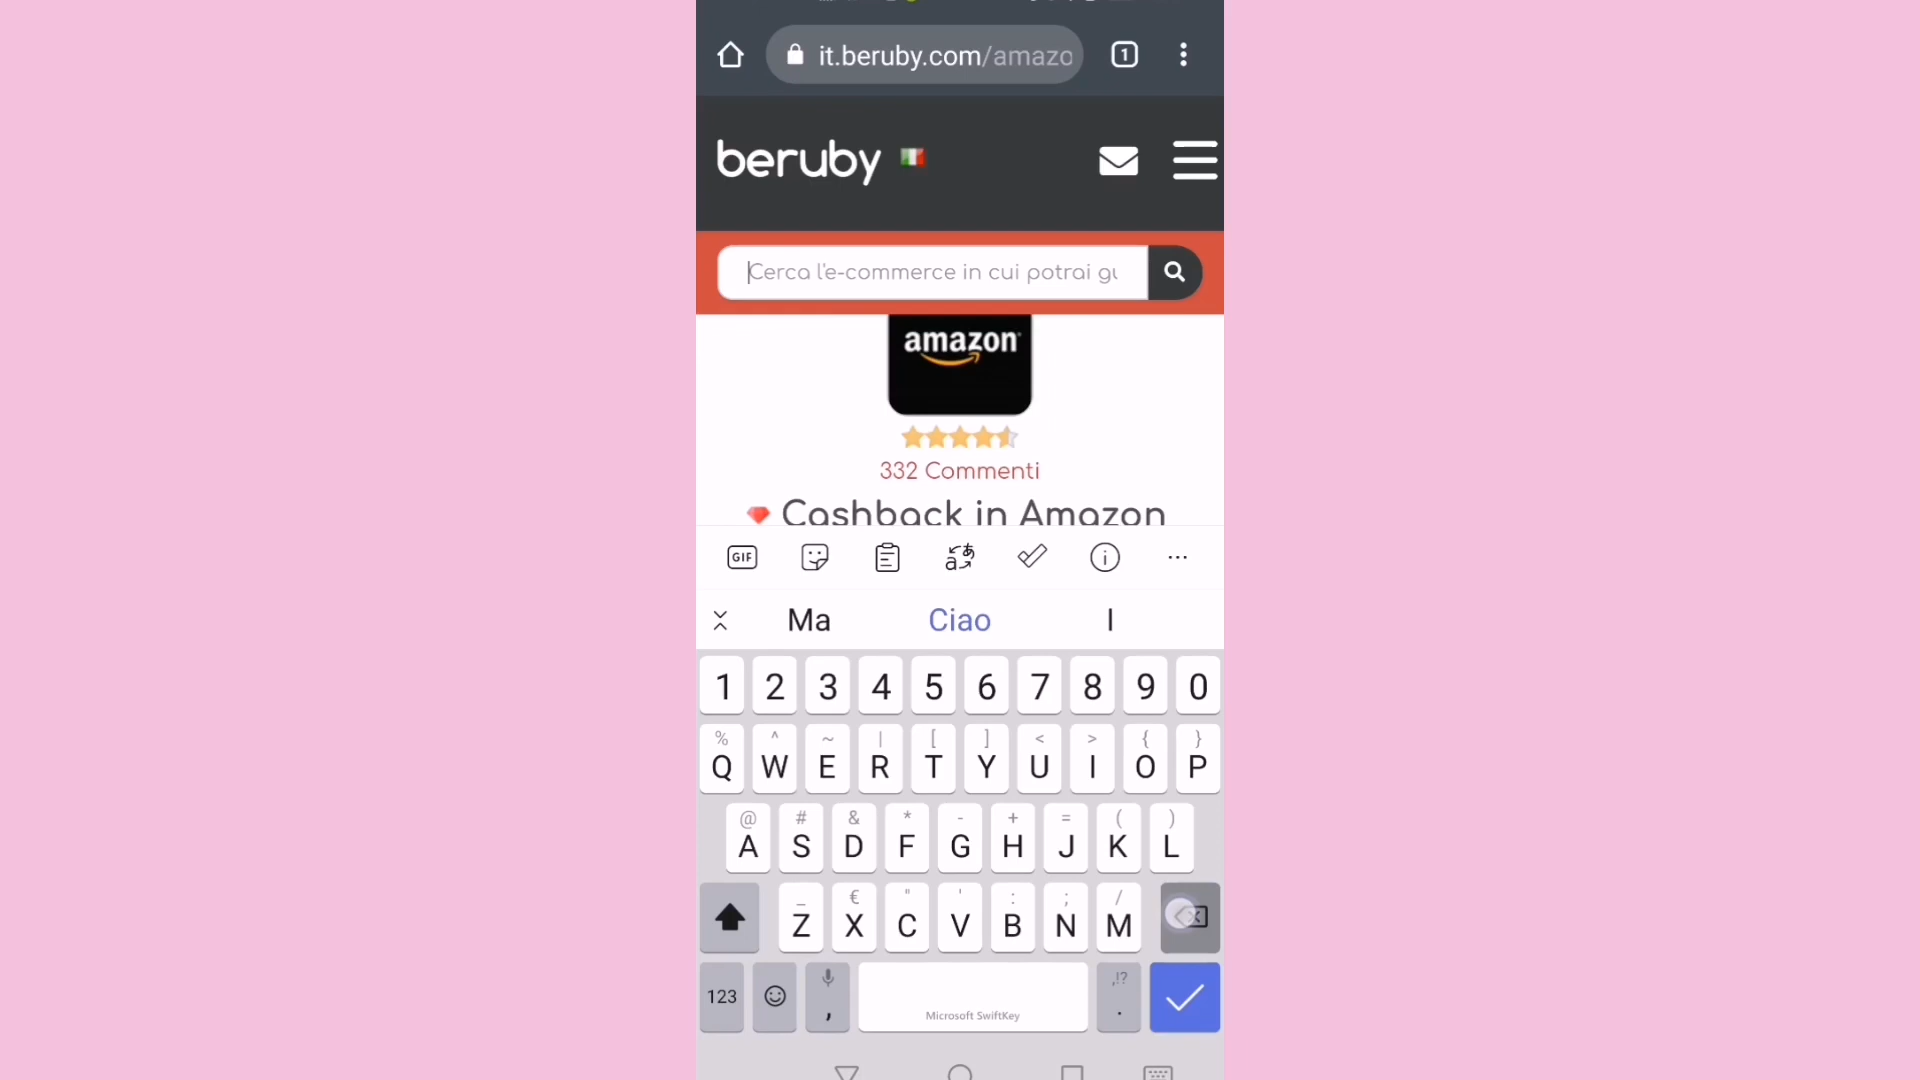 it.beruby.com/amazo
1
beruby
Cerca l'e-commerce in cui potrai gu
amazon
332 Commenti
Cashback in Amazon
GIF
Ma Ciao I
1 2 3 4 5 6 7 8 9 0
% ^ ~ | [ ] < > { }
Q W E R T Y U I O P
@ # & * - + = ( )
A S D F G H J K L
_ € " ' : ; /
Z X C V B N M
123 , ,!? .
Microsoft SwiftKey